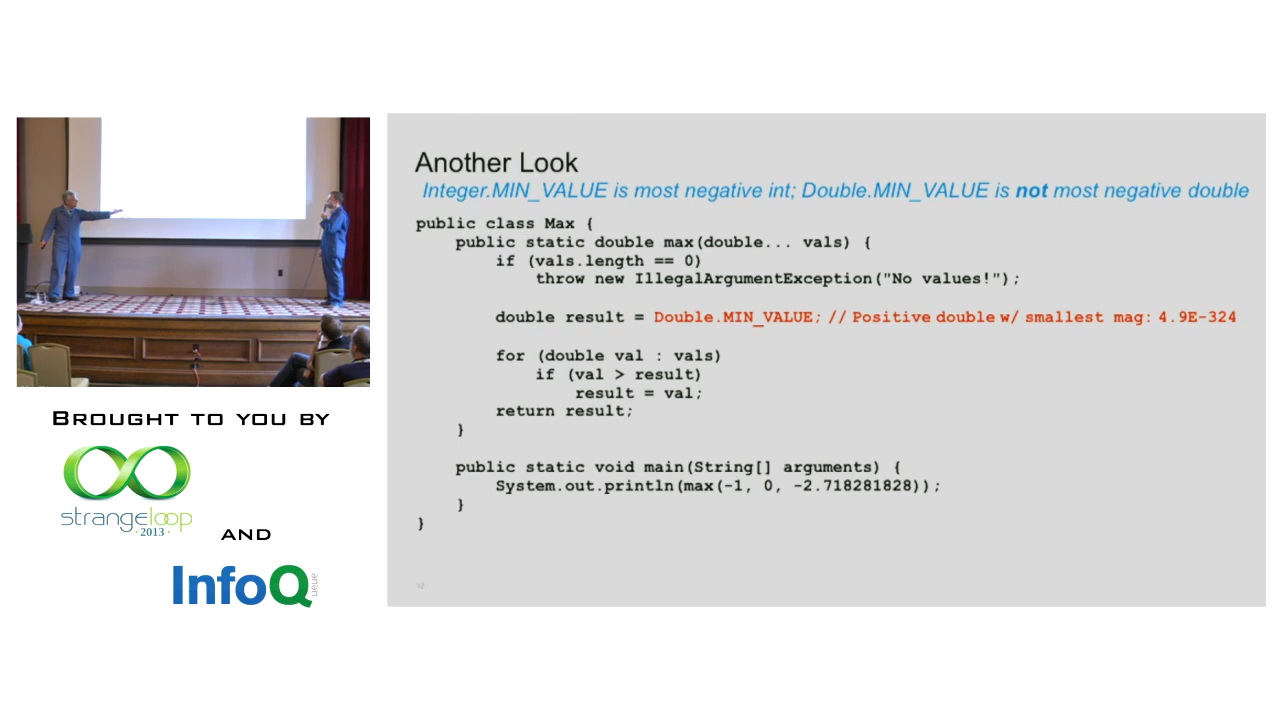 Another Look
Integer.MIN_VALUE is most negative int; Double.MIN_VALUE is not most negative double
public class Max {
    public static double max(double... vals) {
        if (vals.length == 0)
            throw new IllegalArgumentException("No values!");
        double result = Double.MIN_VALUE; // Positive double w/ smallest mag: 4.9E-324
        for (double val : vals)
            if (val > result)
                result = val;
        return result;
    }
    public static void main(String[] arguments) {
        System.out.println(max(-1, 0, -2.718281828));
    }
}
BROUGHT TO YOU BY
strangeloop
·2013·
AND
InfoQ
ueue